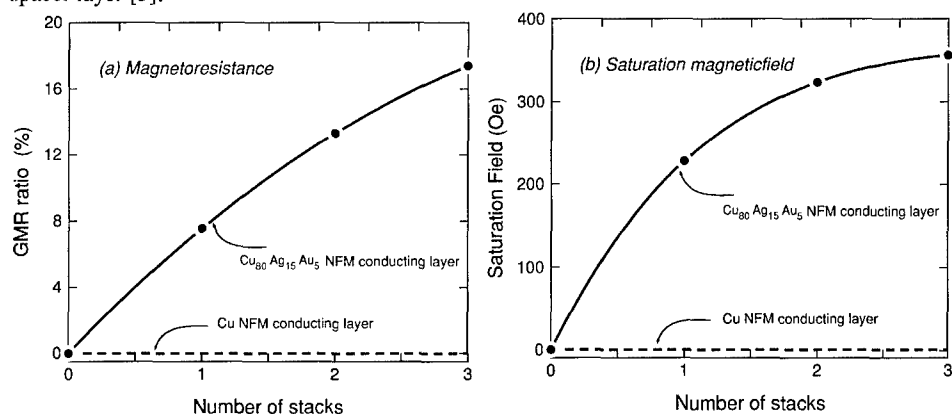 spacer layer [5].
20
16
12
8
4
0
GMR ratio (%)
(a) Magnetoresistance
Cu80 Ag15 Au5 NFM conducting layer
Cu NFM conducting layer
0 1 2 3
Number of stacks
400
300
200
100
0
Saturation Field (Oe)
(b) Saturation magneticfield
Cu80 Ag15 Au5 NFM conducting layer
Cu NFM conducting layer
0 1 2 3
Number of stacks